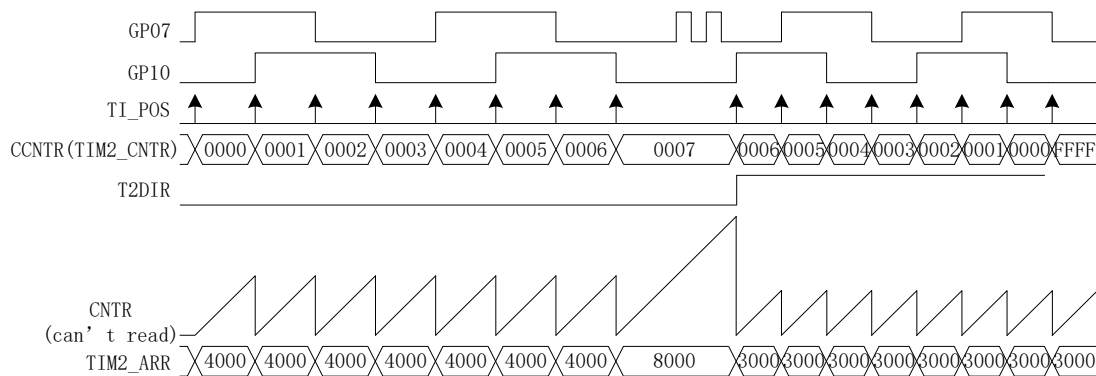 GP07
GP10
TI_POS
CCNTR(TIM2_CNTR) 0000 0001 0002 0003 0004 0005 0006 0007 0006 0005 0004 0003 0002 0001 0000 FFFF
T2DIR
CNTR
(can't read)
TIM2_ARR 4000 4000 4000 4000 4000 4000 4000 8000 3000 3000 3000 3000 3000 3000 3000 3000